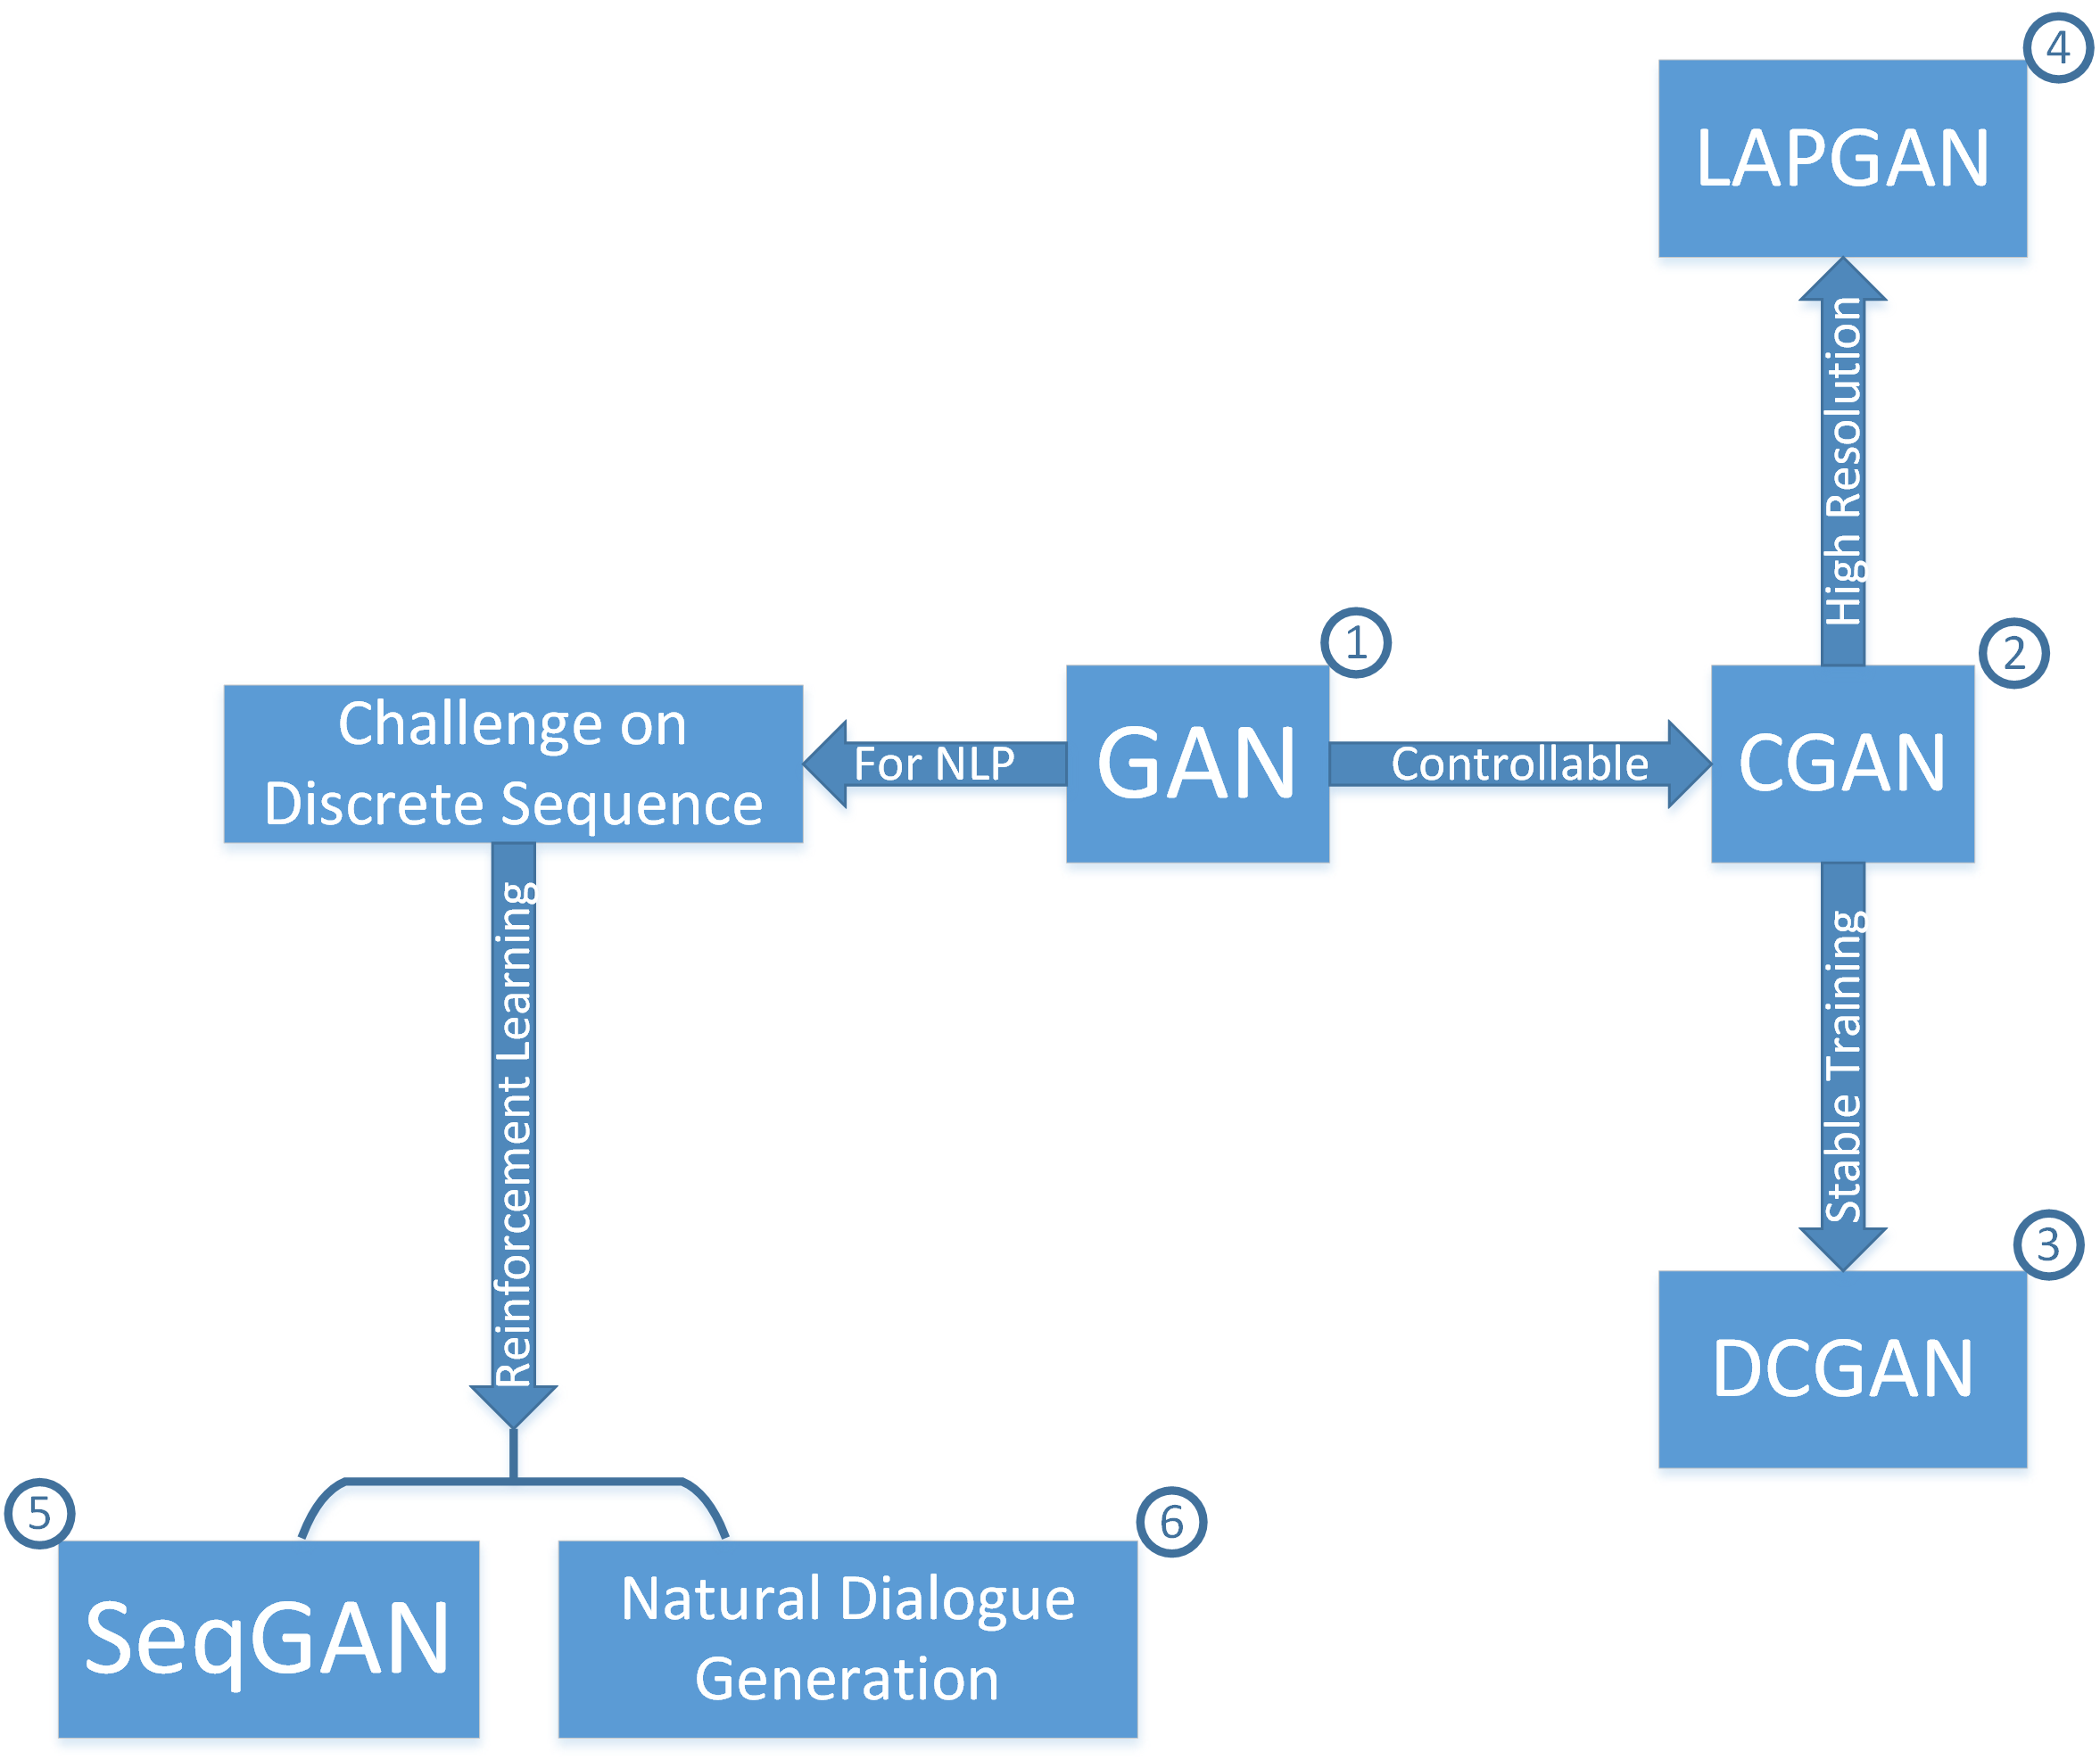 4
LAPGAN
High Resolution
1
2
Challenge on
Discrete Sequence
For NLP
GAN
Controllable
CGAN
Reinforcement Learning
Stable Training
3
DCGAN
5
6
SeqGAN
Natural Dialogue
Generation